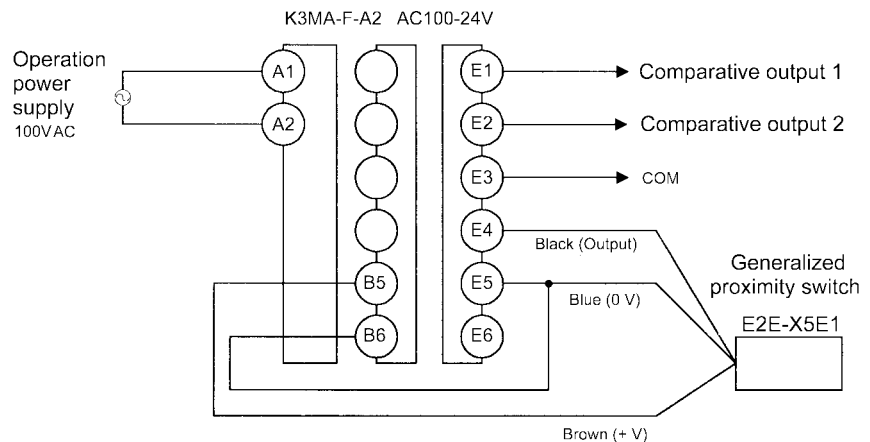 K3MA-F-A2 AC100-24V
Operation
power
supply
100VAC
A1
A2
B5
B6
E1
E2
E3
E4
E5
E6
Comparative output 1
Comparative output 2
COM
Black (Output)
Blue (0 V)
Brown (+ V)
Generalized
proximity switch
E2E-X5E1